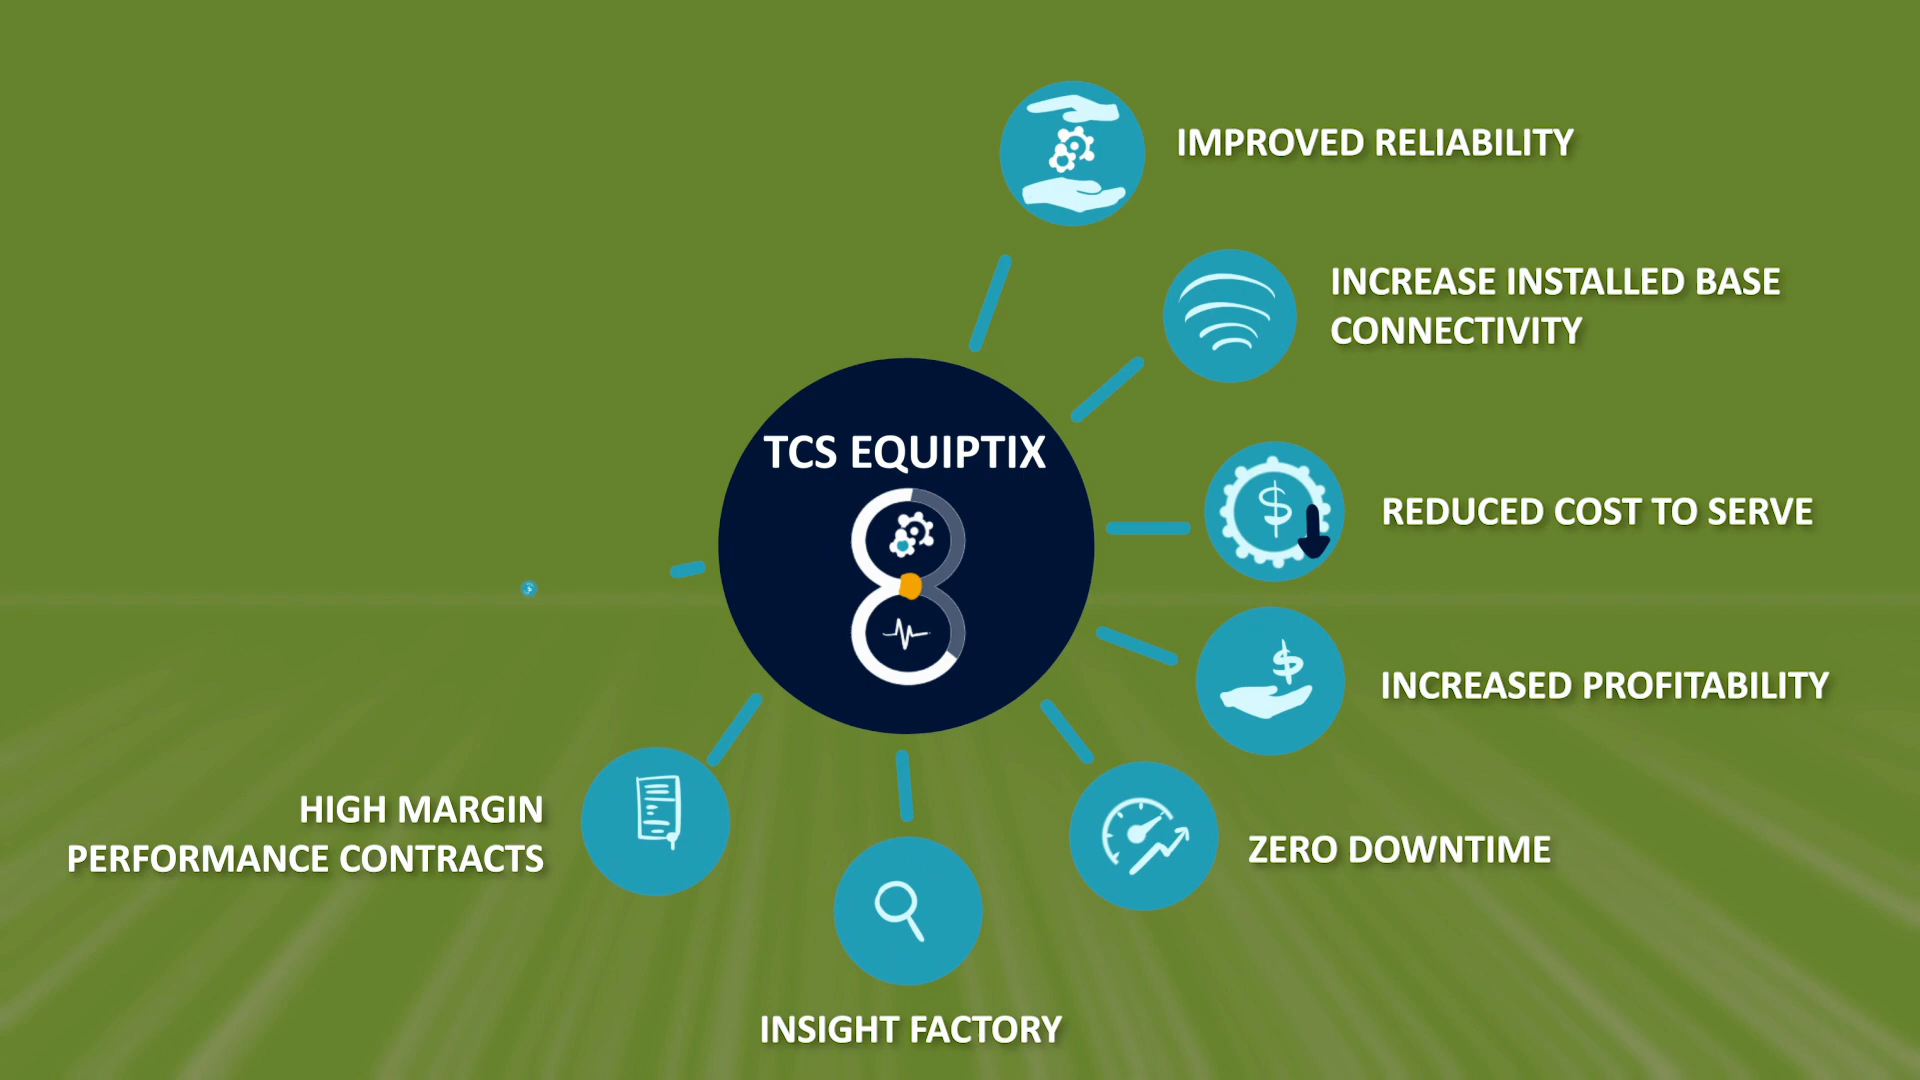 IMPROVED RELIABILITY
INCREASE INSTALLED BASE
CONNECTIVITY
TCS EQUIPTIX
REDUCED COST TO SERVE
INCREASED PROFITABILITY
ZERO DOWNTIME
INSIGHT FACTORY
HIGH MARGIN
PERFORMANCE CONTRACTS